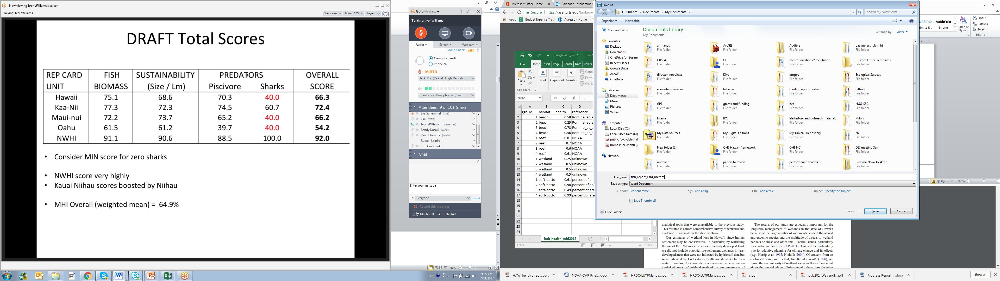 Now viewing Ivor Williams's screen
Talking: Ivor Williams
Webcams
Zoom: 76%
Layout
DRAFT Total Scores
REP CARD UNIT FISH BIOMASS SUSTAINABILITY (Size / Lm) PREDATORS Piscivore Sharks OVERALL SCORE
Hawaii 75.1 68.6 70.3 40.0 66.3
Kaa-Nii 77.3 72.3 74.5 60.7 72.4
Maui-nui 72.2 73.7 65.2 40.0 66.2
Oahu 61.5 61.2 39.7 40.0 54.2
NWHI 91.1 90.6 88.5 100.0 92.0
• Consider MIN score for zero sharks
• NWHI score very highly
• Kauai Niihau scores boosted by Niihau
• MHI Overall (weighted mean) = 64.9%
GoToMeeting
Talking: Ivor Williams
Audio
Screen
Webcam
Sound Check
?
Computer audio
Phone call
MUTED
Jack Mic (Realtek High Definiti...
Speakers / Headphones (Realt...
Attendees: 9 of 101 (max)
Eva Schemmel (me)
Hal (web)
Ivor Williams (presenter)
Randy Kosaki (web)
Ray Uchimura (web)
Russell Sparks
Tim Grabowski
Chat
?
Enter your message
To: Everyone
Send
Record this meeting
Meeting ID: 942-816-349
60%
9:25 AM
7/24/2017
Microsoft Office Home
Calendar - eschemmel
Secure
https://ase.tufts.edu/biology/
Apps
Budget Expense Trac
Agresso - Home
hab_health_mhi2...
Eva S
File
Home
Insert
Page L
Formu
Data
Review
Paste
Font
Alignment
Number
Cond
Form
Cell S
Clipboard
SUM
fx
=
A B C D
1 rgn_id habitat health reference
2 1 beach 0.58 Romine_et_a
3 2 beach 0.29 Romine_et_a
4 3 beach 0.78 Romine_et_a
5 4 beach 0.56 Romine_et_a
6 1 reef 0.81 NOAA
7 2 reef 0.7 NOAA
8 3 reef 0.6 NOAA
9 4 reef 0.61 NOAA
10 1 wetland 0.25 unknown
11 2 wetland 0.5 unknown
12 3 wetland 0.5 unknown
13 4 wetland 0.5 unknown
14 1 soft-botto 0.61 percent of ar
15 2 soft-botto 0.98 percent of ar
16 3 soft-botto 0.49 percent of are
17 4 soft-botto 0.99 percent of are
18
19
20
21
22
23
24
hab_health_mhi2017
Enter
100%
Save As
Libraries
Documents
My Documents
Search My Documents
Organize
New folder
Microsoft Word
Favorites
Desktop
Downloads
OneDrive for Busine
Recent Places
Google Drive
ArcGIS
OneDrive
Libraries
Documents
Music
Pictures
Videos
Computer
Local Disk (C:)
Local-User-Data (D:)
public (\\ci-dshnl) (
home (\\ci-dshnl) (
Network
Documents library
My Documents
Arrange by: Folder
all_hands
File folder
ArcGIS
File folder
Audible
File folder
backup_github_mhi
File folder
CBSFA
File folder
CI
File folder
communication & facilitation
File folder
Custom Office Templates
File folder
director interviews
File folder
Dive
File folder
dnrgps
File folder
Ecological Surveys
File folder
ecosystem services
File folder
fisheries
File folder
funding opportunities
File folder
github
File folder
GPI
File folder
grants and funding
File folder
hcc
File folder
HGG_SSC
File folder
Interns
File folder
IRC
File folder
life history and outreach materials
File folder
Milolii
File folder
My Data Sources
File folder
My Digital Editions
File folder
My Tableau Repository
File folder
NC
File folder
New folder (2)
File folder
OHI_Hawaii_framework
File folder
OHI_NC
File folder
OSI meeting Sam
File folder
outreach
File folder
papers to review
File folder
performance reviews
File folder
Proxima Nova-Desktop
File folder
File name: fish_report_card_metrics
Save as type: Word Document
Authors: Eva Schemmel
Tags: Add a tag
Title: Add a title
Subject: Specify the subject
Save Thumbnail
Hide Folders
Tools
Save
Cancel
AaBbCcDc
AaBbCcDc
tense E...
Strong
Change Styles
Find
Replace
Select
Editing
100%
analytical tools that were unavailable in the previous study.
This resulted in a more comprehensive survey of wetlands and
evidence of wetlands in the state of Hawai'i.
Our estimates of wetland loss in Hawai'i since human
settlement may be conservative. In particular, by restricting
the use of the TWI model to areas of heavily developed land,
we did not include potential pre-settlement wetlands in less-
developed areas that were not indicated by hydric soil data but
were indicated by TWI values (results not shown). Our esti-
mate of wetland loss was also conservative because we in-
cluded all types of artificial wetlands in our inventories of
The results of our study are especially important for the
long-term management of wetlands in the state of Hawai'i
because of the large number of wetland-dependent threatened
and endemic species and the multitude of threats to wetland
habitats on these and other small Pacific islands, particularly
for coastal wetlands (SPREP 2011). This will be particularly
true for adaptive planning for climate change and its effects
(e.g., Hartig et al. 1997; Nicholls 2004). Of concern from an
ecological standpoint is that, like Kosaka in litt. (1990), we
found the vast majority of wetland losses in Hawai'i occurred
along the coastal plains. Unfortunately, these low-elevation
HAW_benthic_rep....pp...
NOAA-DAR Final....docx
HRDC-LUTPManua....pdf
HRDC-LUTPManua....pdf
s.pdf
pub2014Wetlandl....pdf
Progress Report_....docx
Show all